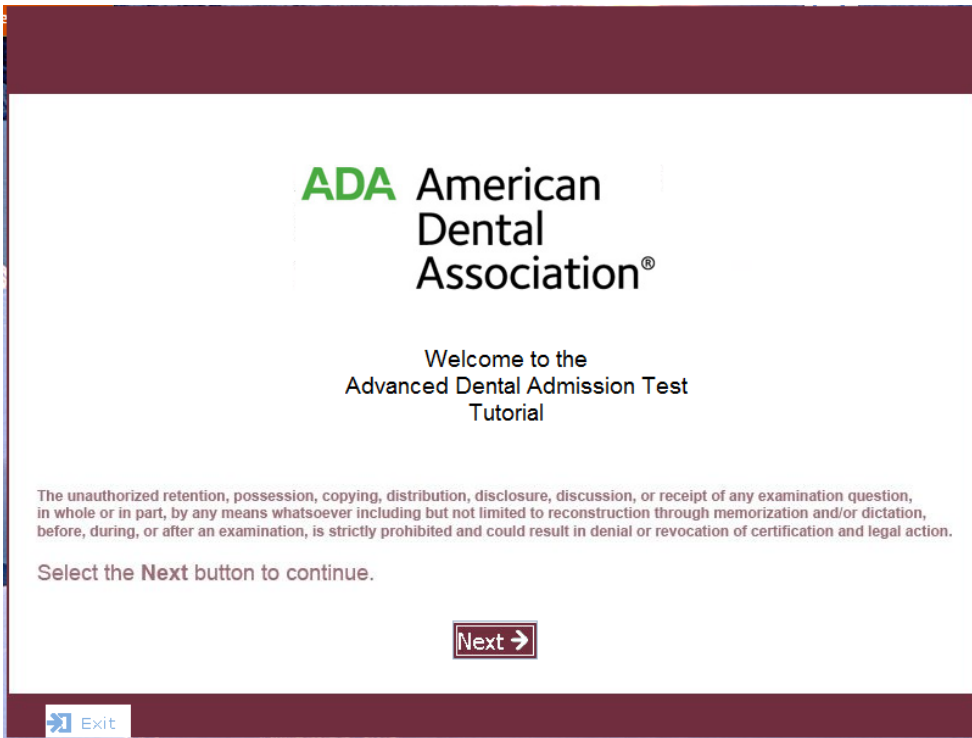 ADA American
Dental
Association®
Welcome to the
Advanced Dental Admission Test
Tutorial
The unauthorized retention, possession, copying, distribution, disclosure, discussion, or receipt of any examination question,
in whole or in part, by any means whatsoever including but not limited to reconstruction through memorization and/or dictation,
before, during, or after an examination, is strictly prohibited and could result in denial or revocation of certification and legal action.
Select the Next button to continue.
Next
Exit